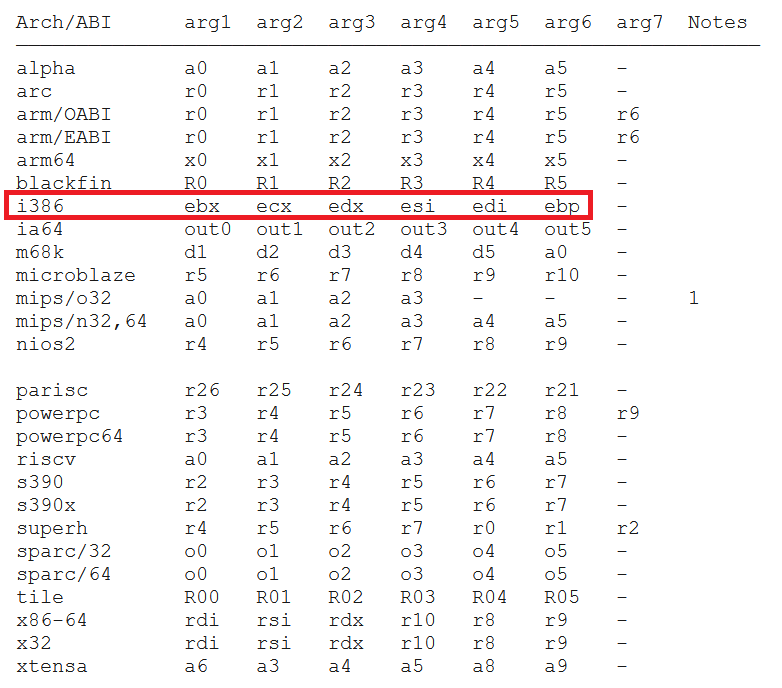 Arch/ABI arg1 arg2 arg3 arg4 arg5 arg6 arg7 Notes
alpha a0 a1 a2 a3 a4 a5 -
arc r0 r1 r2 r3 r4 r5 -
arm/OABI r0 r1 r2 r3 r4 r5 r6
arm/EABI r0 r1 r2 r3 r4 r5 r6
arm64 x0 x1 x2 x3 x4 x5 -
blackfin R0 R1 R2 R3 R4 R5 -
i386 ebx ecx edx esi edi ebp -
ia64 out0 out1 out2 out3 out4 out5 -
m68k d1 d2 d3 d4 d5 a0 -
microblaze r5 r6 r7 r8 r9 r10 -
mips/o32 a0 a1 a2 a3 - - - 1
mips/n32,64 a0 a1 a2 a3 a4 a5 -
nios2 r4 r5 r6 r7 r8 r9 -
parisc r26 r25 r24 r23 r22 r21 -
powerpc r3 r4 r5 r6 r7 r8 r9
powerpc64 r3 r4 r5 r6 r7 r8 -
riscv a0 a1 a2 a3 a4 a5 -
s390 r2 r3 r4 r5 r6 r7 -
s390x r2 r3 r4 r5 r6 r7 -
superh r4 r5 r6 r7 r0 r1 r2
sparc/32 o0 o1 o2 o3 o4 o5 -
sparc/64 o0 o1 o2 o3 o4 o5 -
tile R00 R01 R02 R03 R04 R05 -
x86-64 rdi rsi rdx r10 r8 r9 -
x32 rdi rsi rdx r10 r8 r9 -
xtensa a6 a3 a4 a5 a8 a9 -